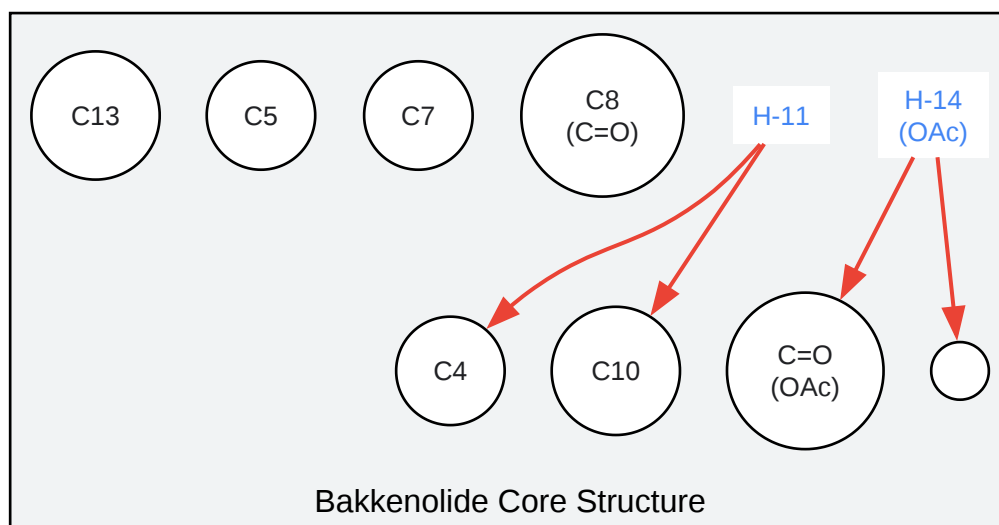 C13
C5
C7
C8
(C=O)
H-11
H-14
(OAc)
C4
C10
C=O
(OAc)
Bakkenolide Core Structure